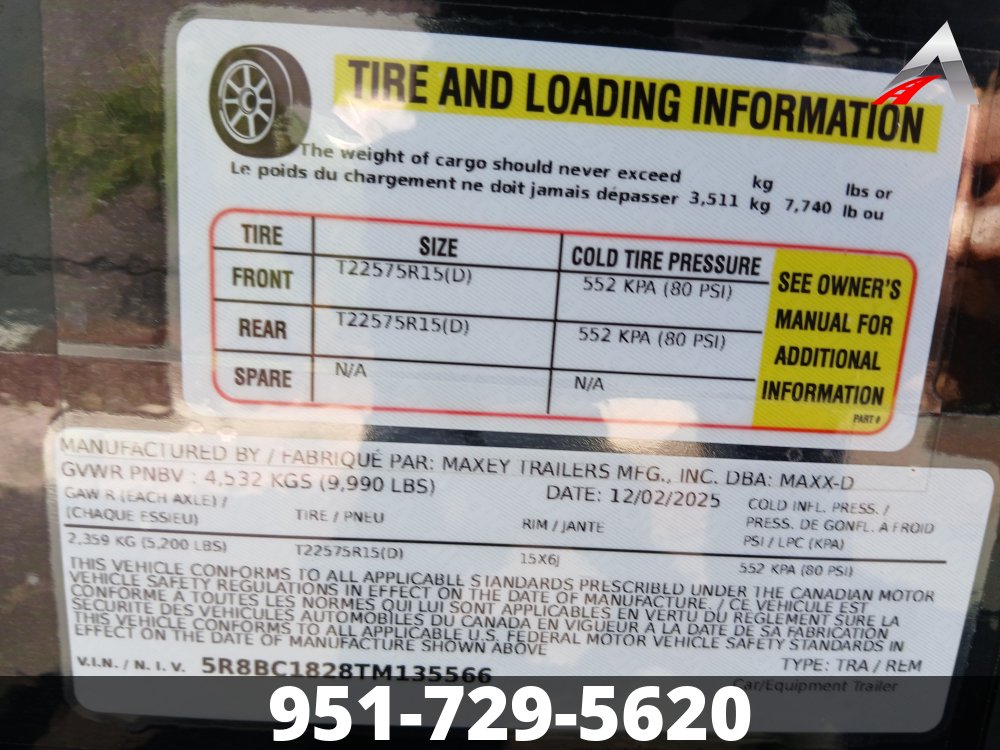 TIRE AND LOADING INFORMATION
The weight of cargo should never exceed kg lbs or
Le poids du chargement ne doit jamais dépasser 3,511 kg 7,740 lb ou
TIRE SIZE COLD TIRE PRESSURE
FRONT T22575R15(D) 552 KPA (80 PSI)
REAR T22575R15(D) 552 KPA (80 PSI)
SPARE N/A N/A
SEE OWNER'S
MANUAL FOR
ADDITIONAL
INFORMATION
PART #
MANUFACTURED BY / FABRIQUÉ PAR: MAXEY TRAILERS MFG., INC. DBA: MAXX-D
GVWR PNBV : 4,532 KGS (9,990 LBS) DATE: 12/02/2025
GAWR (EACH AXLE) / (CHAQUE ESSIEU) TIRE / PNEU RIM / JANTE COLD INFL. PRESS. / PRESS. DE GONFL. A FROID PSI / LPC (KPA)
2,359 KG (5,200 LBS) T22575R15(D) 15X6J 552 KPA (80 PSI)
THIS VEHICLE CONFORMS TO ALL APPLICABLE STANDARDS PRESCRIBLED UNDER THE CANADIAN MOTOR
VEHICLE SAFETY REGULATIONS IN EFFECT ON THE DATE OF MANUFACTURE. / CE VEHICULE EST
CONFORME A TOUTES LES NORMES QUI LUI SONT APPLICABLES EN VERTU DU REGLEMENT SURE LA
SECURITE DES VEHICULES AUTOMOBILES DU CANADA EN VIGUEUR A LA DATE DE SA FABRICATION
THIS VEHICLE CONFORMS TO ALL APPLICABLE U.S. FEDERAL MOTOR VEHICLE SAFETY STANDARDS IN
EFFECT ON THE DATE OF MANUFACTURE SHOWN ABOVE
V.I.N. / N. I. V. 5R8BC1828TM135566 TYPE: TRA / REM
Car/Equipment Trailer
951-729-5620